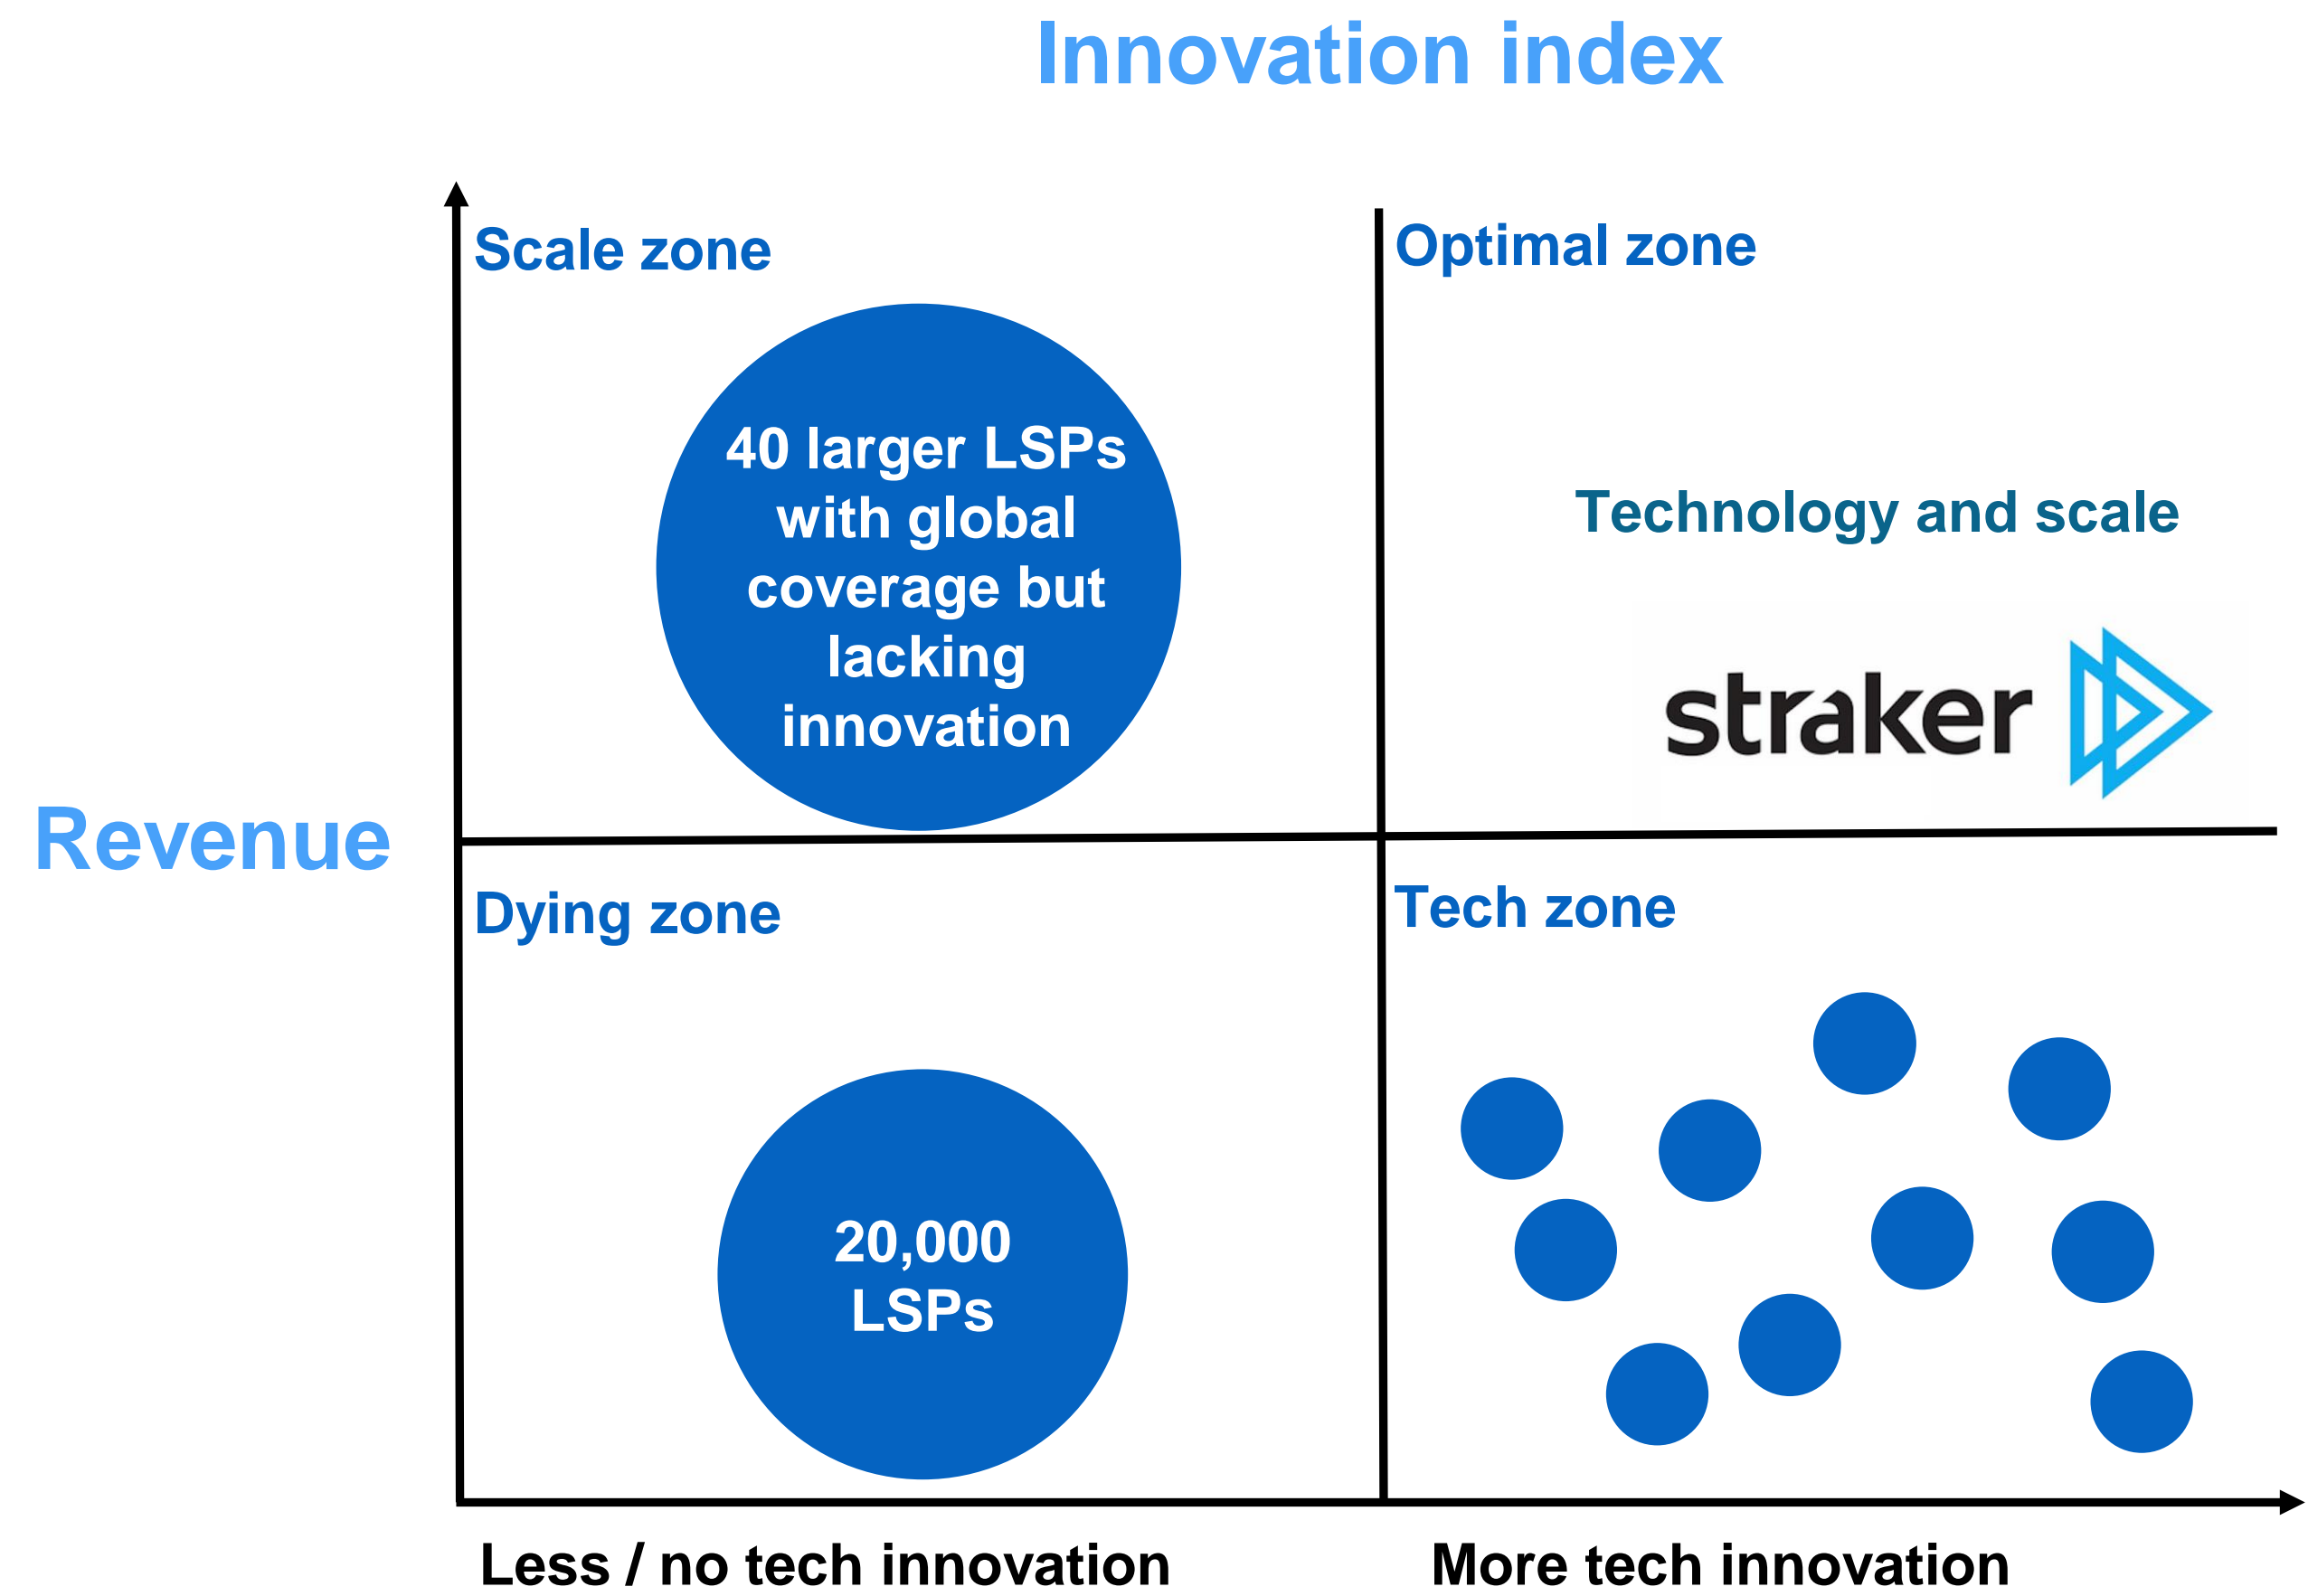 Innovation index
Scale zone
Optimal zone
40 larger LSPs
with global
coverage but
lacking
innovation
Technology and scale
straker
Revenue
Dying zone
Tech zone
20,000
LSPs
Less / no tech innovation
More tech innovation